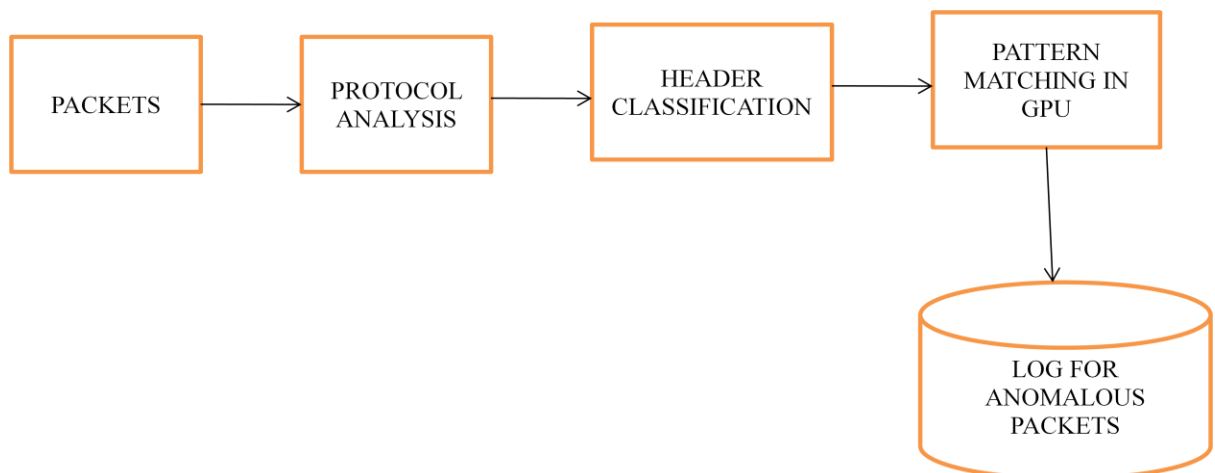 PACKETS
PROTOCOL
ANALYSIS
HEADER
CLASSIFICATION
PATTERN
MATCHING IN
GPU
LOG FOR
ANOMALOUS
PACKETS